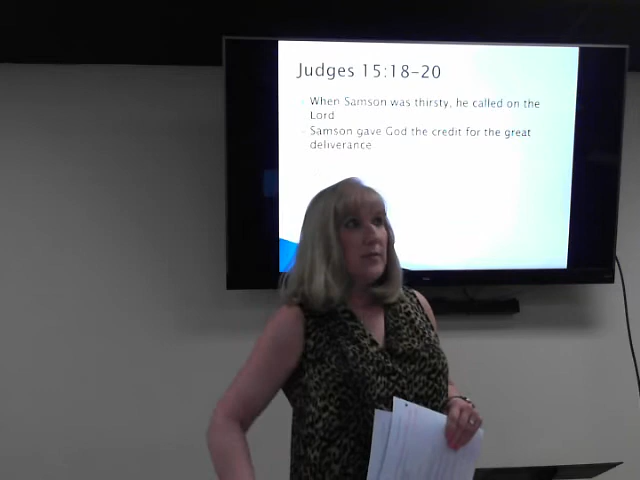 Judges 15:18-20
When Samson was thirsty, he called on the
Lord
Samson gave God the credit for the great
deliverance